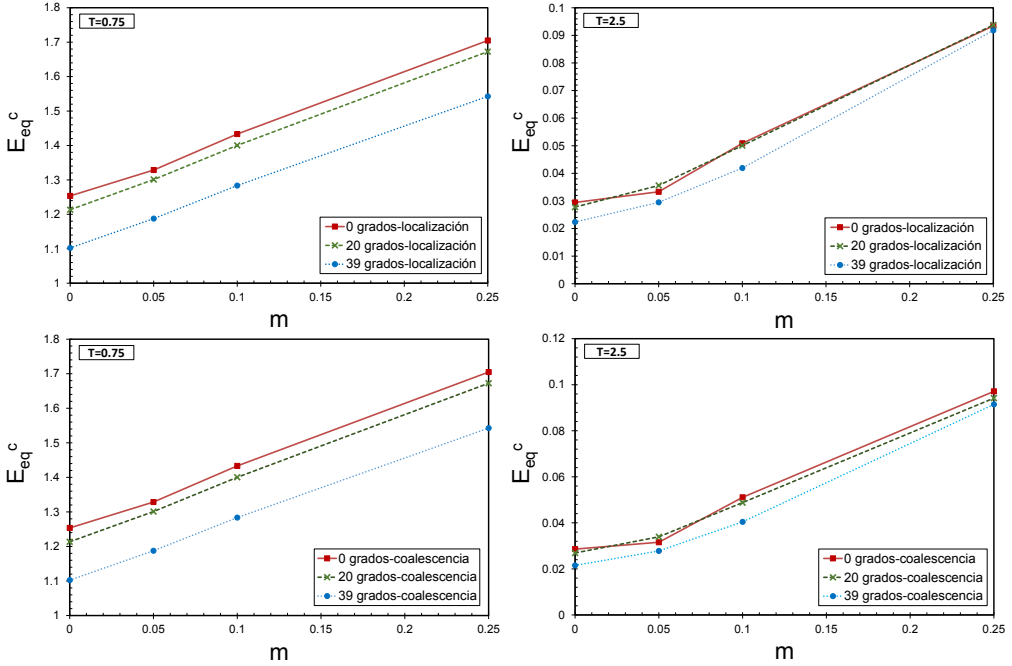 T=0.75
E_eq^c
1.8
1.7
1.6
1.5
1.4
1.3
1.2
1.1
1
0 grados-localización
20 grados-localización
39 grados-localización
0 0.05 0.1 0.15 0.2 0.25
m
T=2.5
E_eq^c
0.1
0.09
0.08
0.07
0.06
0.05
0.04
0.03
0.02
0.01
0
0 grados-localización
20 grados-localización
39 grados-localización
0 0.05 0.1 0.15 0.2 0.25
m
T=0.75
E_eq^c
1.8
1.7
1.6
1.5
1.4
1.3
1.2
1.1
1
0 grados-coalescencia
20 grados-coalescencia
39 grados-coalescencia
0 0.05 0.1 0.15 0.2 0.25
m
T=2.5
E_eq^c
0.12
0.1
0.08
0.06
0.04
0.02
0
0 grados-coalescencia
20 grados-coalescencia
39 grados-coalescencia
0 0.05 0.1 0.15 0.2 0.25
m